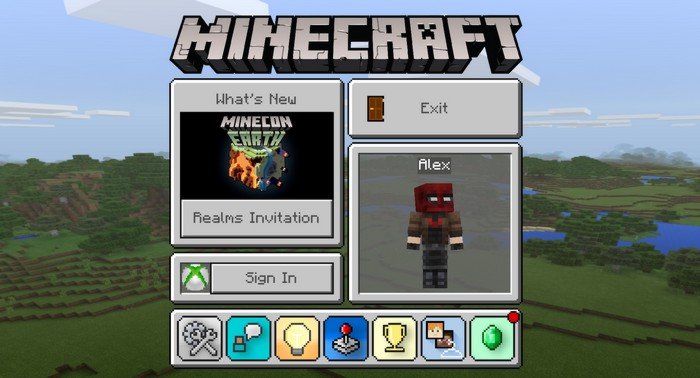 MINECRAFT
What's New
MINECON
EARTH
Realms Invitation
Sign In
Exit
Alex